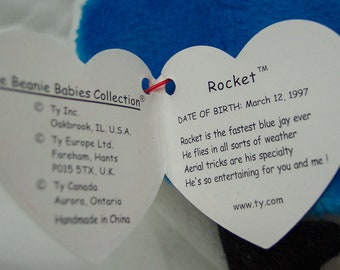 e Beanie Babies Collection®
© Ty Inc.
Oakbrook, IL. U.S.A.
© Ty Europe Ltd.
Fareham, Hants
PO15 5TX, U.K.
© Ty Canada
Aurora, Ontario
Handmade in China
Rocket™
DATE OF BIRTH: March 12, 1997
Rocket is the fastest blue jay ever
He flies in all sorts of weather
Aerial tricks are his specialty
He's so entertaining for you and me !
www.ty.com